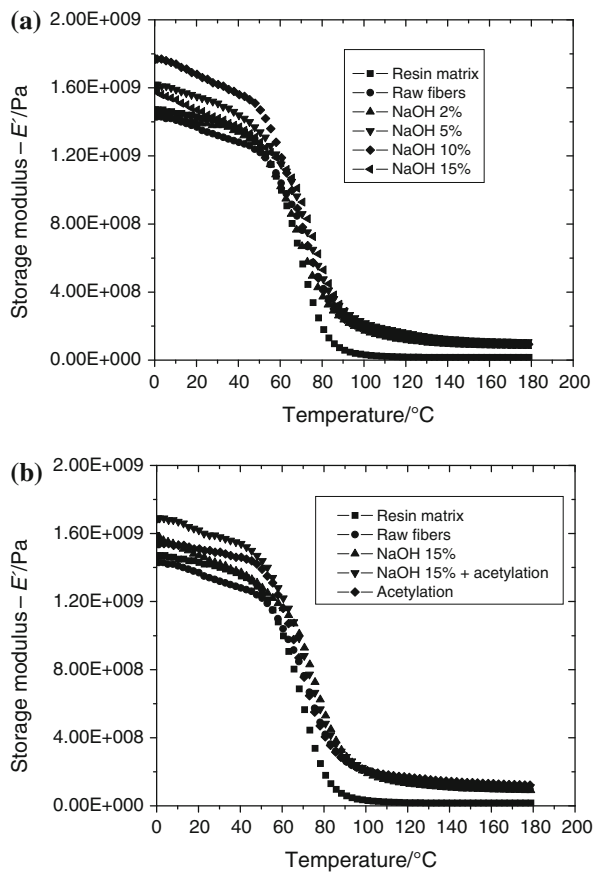 (a)
2.00E+009
1.60E+009
1.20E+009
8.00E+008
4.00E+008
0.00E+000
Storage modulus – E′/Pa
Resin matrix
Raw fibers
NaOH 2%
NaOH 5%
NaOH 10%
NaOH 15%
0 20 40 60 80 100 120 140 160 180 200
Temperature/°C
(b)
2.00E+009
1.60E+009
1.20E+009
8.00E+008
4.00E+008
0.00E+000
Storage modulus – E′/Pa
Resin matrix
Raw fibers
NaOH 15%
NaOH 15% + acetylation
Acetylation
0 20 40 60 80 100 120 140 160 180 200
Temperature/°C